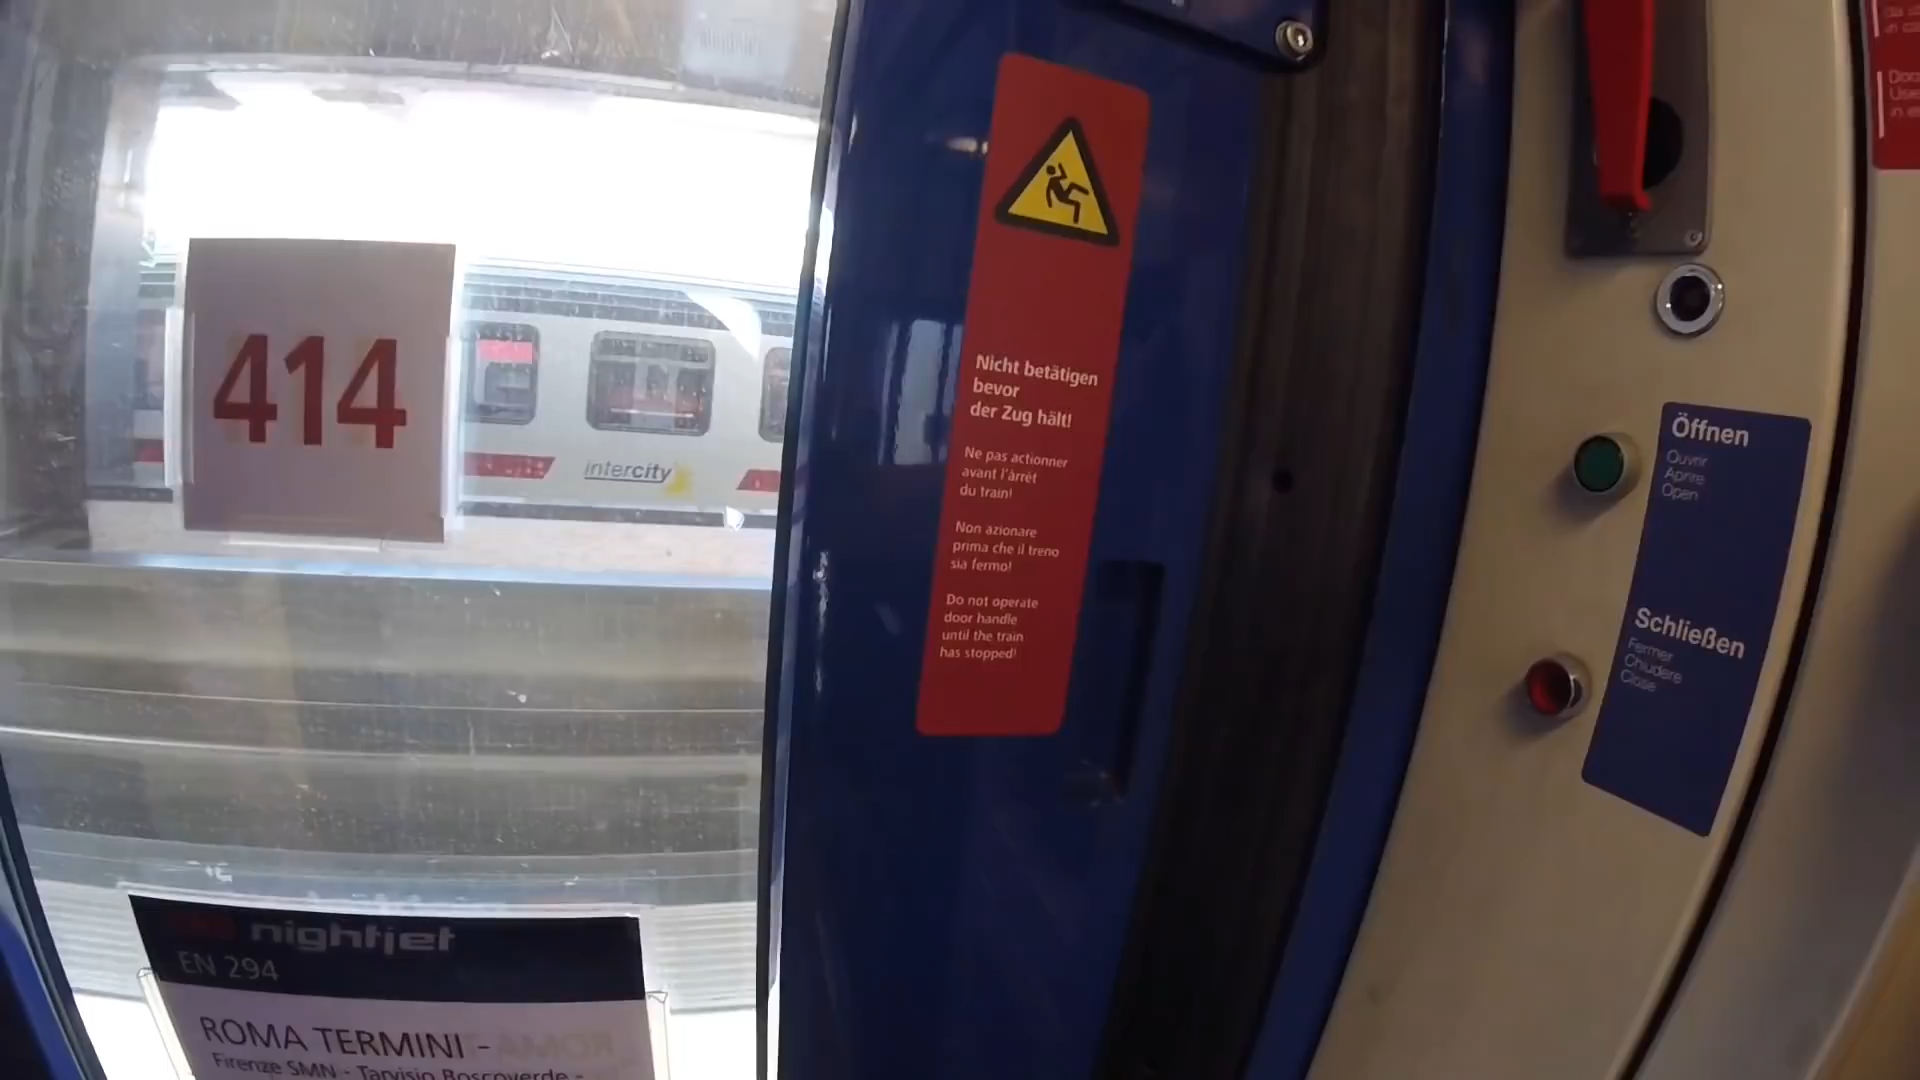 414
intercity
nightjet
EN 294
ROMA TERMINI -
Firenze SMN - Tarvisio Boscoverde -
Nicht betätigen
bevor
der Zug hält!
Ne pas actionner
avant l'àrrét
du train!
Non azionare
prima che il treno
sia fermo!
Do not operate
door handle
until the train
has stopped!
Öffnen
Ouvrir
Aprire
Open
Schließen
Fermer
Chiudere
Close